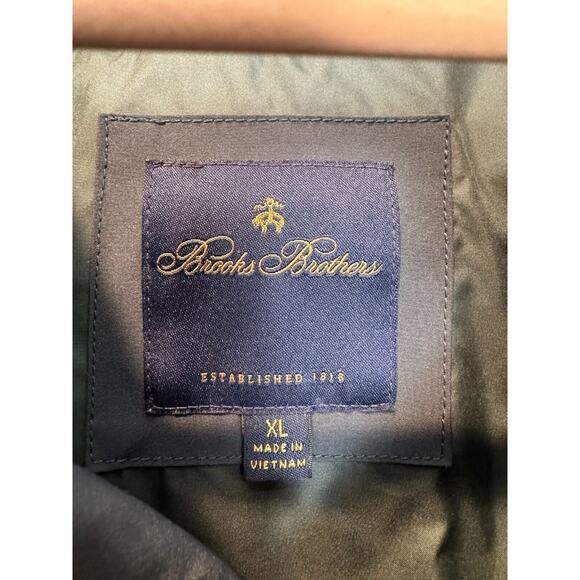 Brooks Brothers
ESTABLISHED 1818
XL
MADE IN
VIETNAM